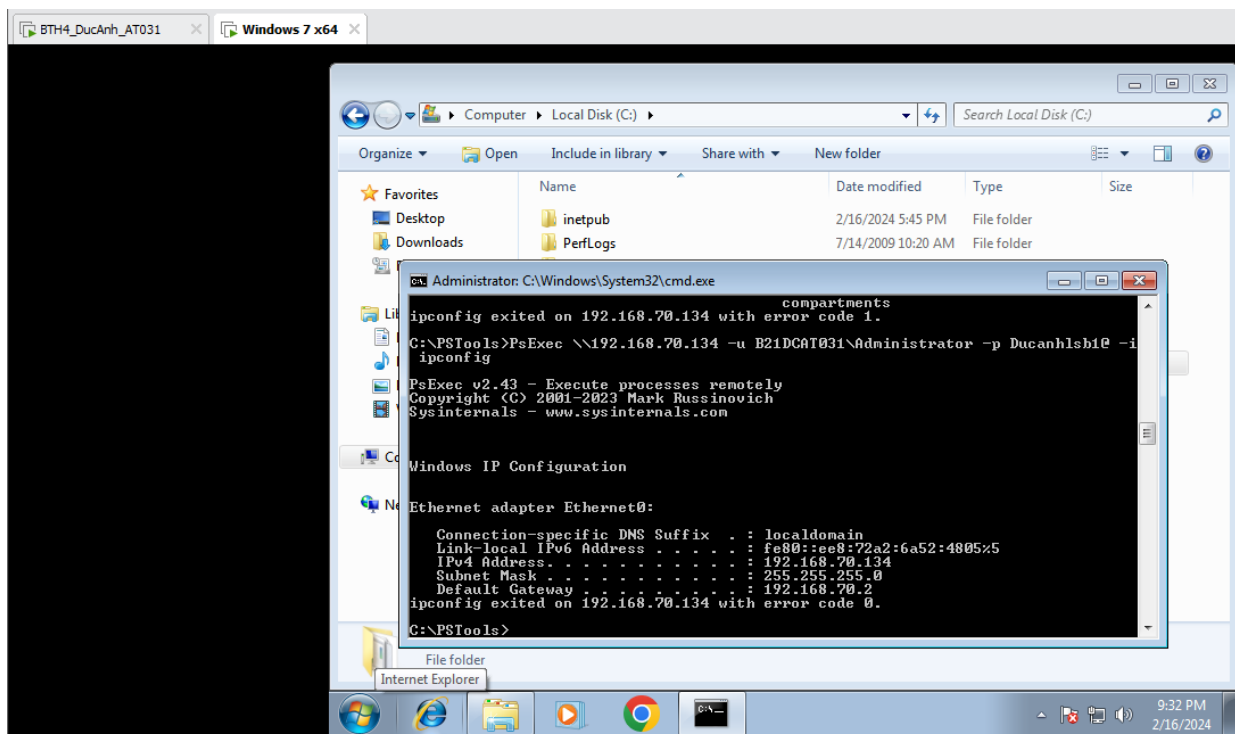 BTH4_DucAnh_AT031
Windows 7 x64
Computer
Local Disk (C:)
Search Local Disk (C:)
Organize
Open
Include in library
Share with
New folder
Favorites
Desktop
Downloads
Name
Date modified
Type
Size
inetpub
2/16/2024 5:45 PM
File folder
PerfLogs
7/14/2009 10:20 AM
File folder
Administrator: C:\Windows\System32\cmd.exe
compartments
ipconfig exited on 192.168.70.134 with error code 1.
C:\PSTools>PsExec \\192.168.70.134 -u B21DCAT031\Administrator -p Ducanhlsb1@ -i
ipconfig
PsExec v2.43 - Execute processes remotely
Copyright (C) 2001-2023 Mark Russinovich
Sysinternals - www.sysinternals.com
Windows IP Configuration
Ethernet adapter Ethernet0:
Connection-specific DNS Suffix . : localdomain
Link-local IPv6 Address . . . . . : fe80::ee8:72a2:6a52:4805%5
IPv4 Address. . . . . . . . . . . : 192.168.70.134
Subnet Mask . . . . . . . . . . . : 255.255.255.0
Default Gateway . . . . . . . . . : 192.168.70.2
ipconfig exited on 192.168.70.134 with error code 0.
C:\PSTools>
File folder
Internet Explorer
9:32 PM
2/16/2024